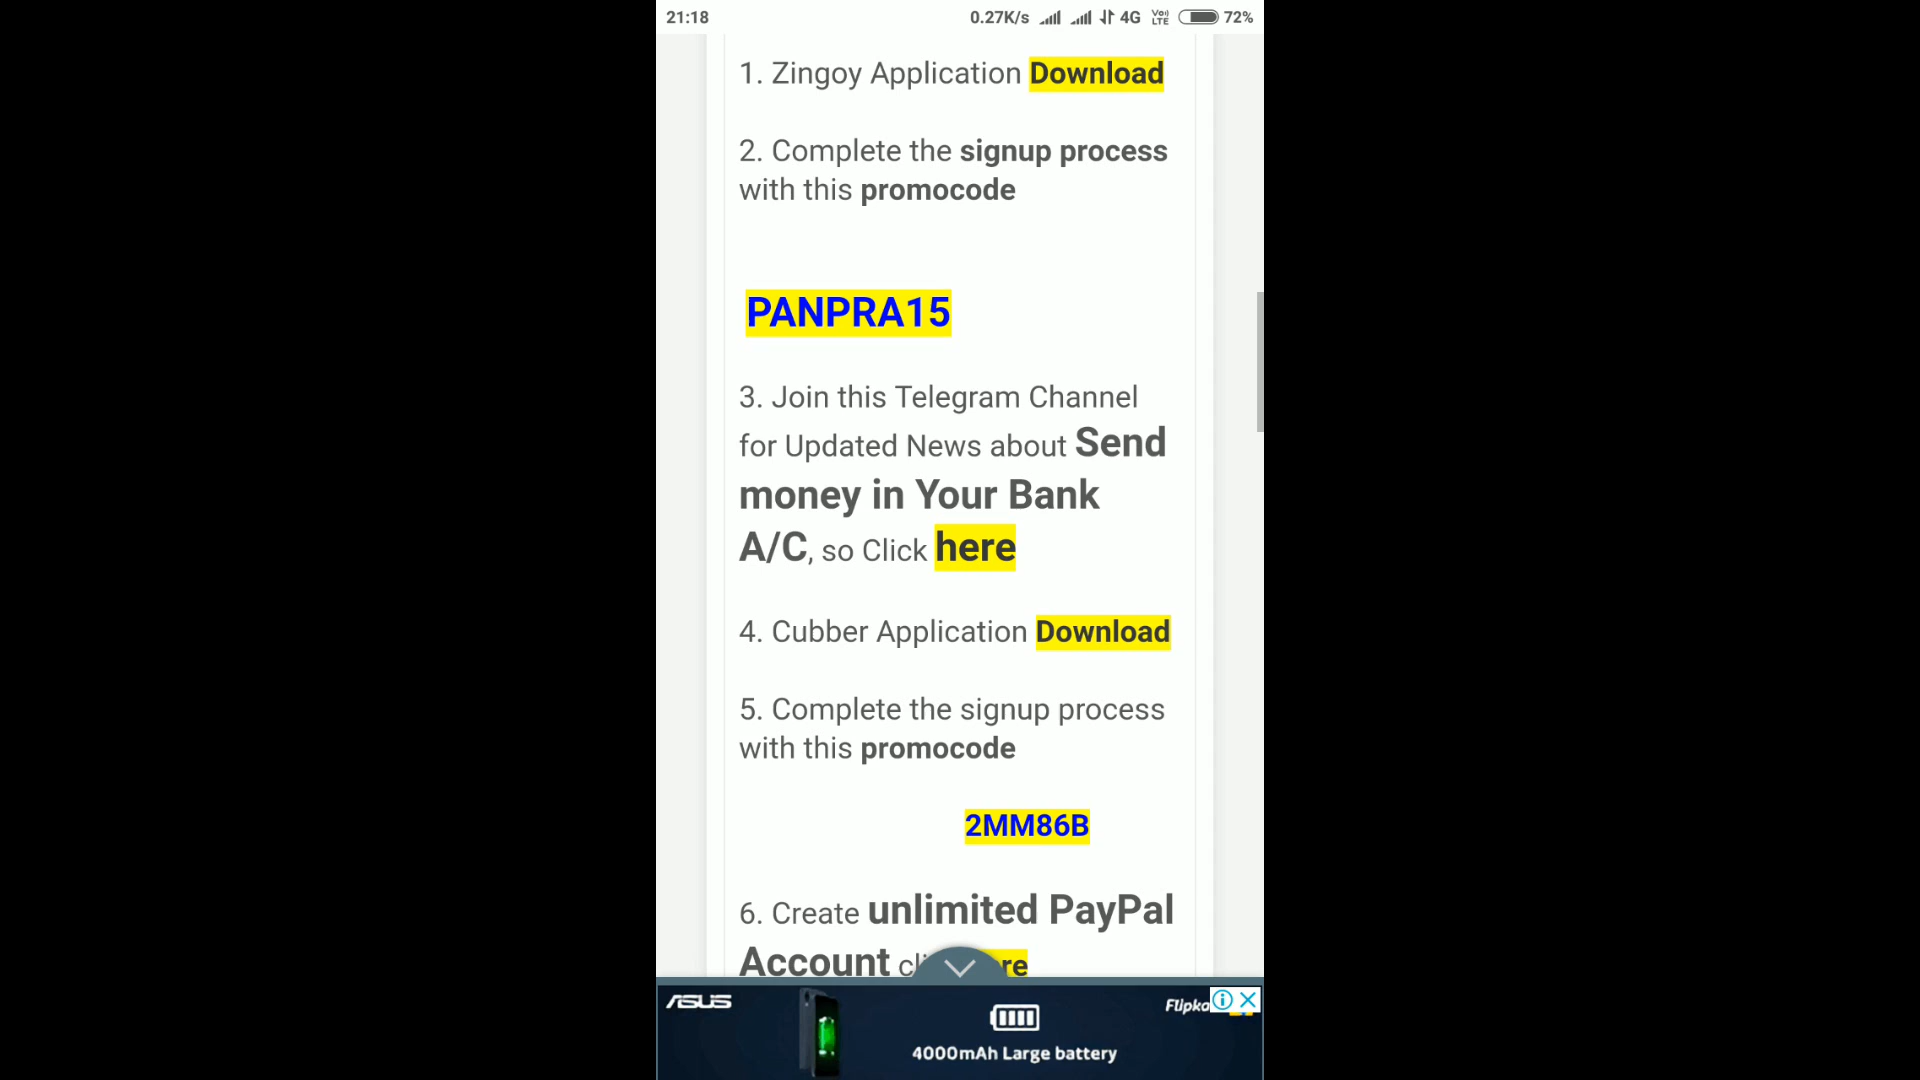 21:18 0.27K/s 4G VoLTE 72%
1. Zingoy Application Download
2. Complete the signup process
with this promocode
PANPRA15
3. Join this Telegram Channel
for Updated News about Send
money in Your Bank
A/C, so Click here
4. Cubber Application Download
5. Complete the signup process
with this promocode
2MM86B
6. Create unlimited PayPal
Account
ASUS
4000mAh Large battery